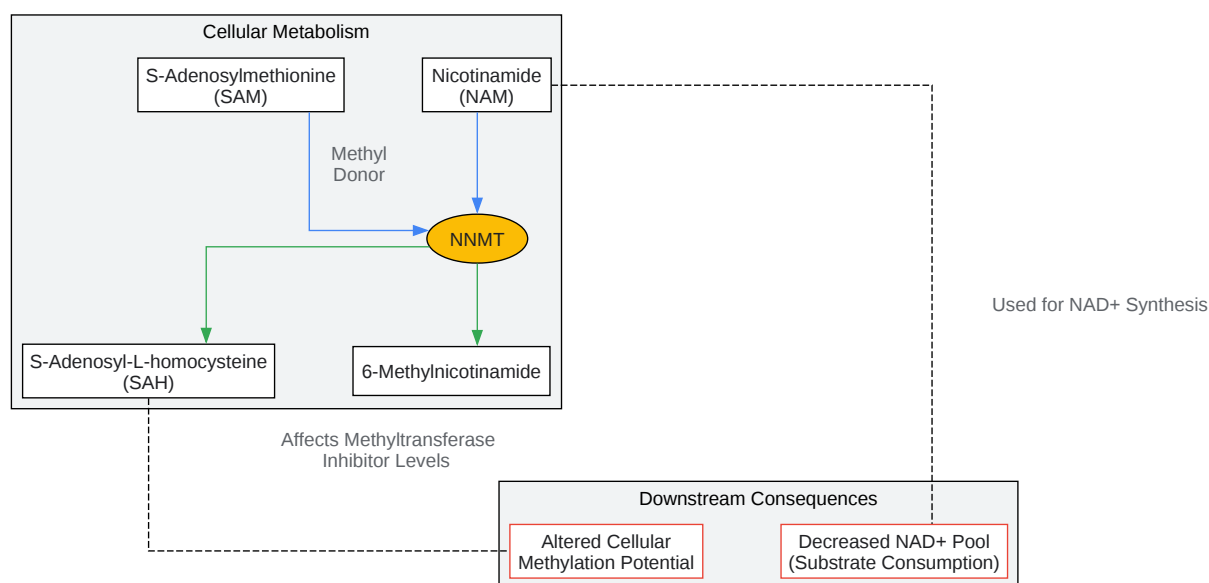 Cellular Metabolism
S-Adenosylmethionine
(SAM)
Nicotinamide
(NAM)
Methyl
Donor
NNMT
Used for NAD+ Synthesis
S-Adenosyl-L-homocysteine
(SAH)
6-Methylnicotinamide
Affects Methyltransferase
Inhibitor Levels
Downstream Consequences
Altered Cellular
Methylation Potential
Decreased NAD+ Pool
(Substrate Consumption)